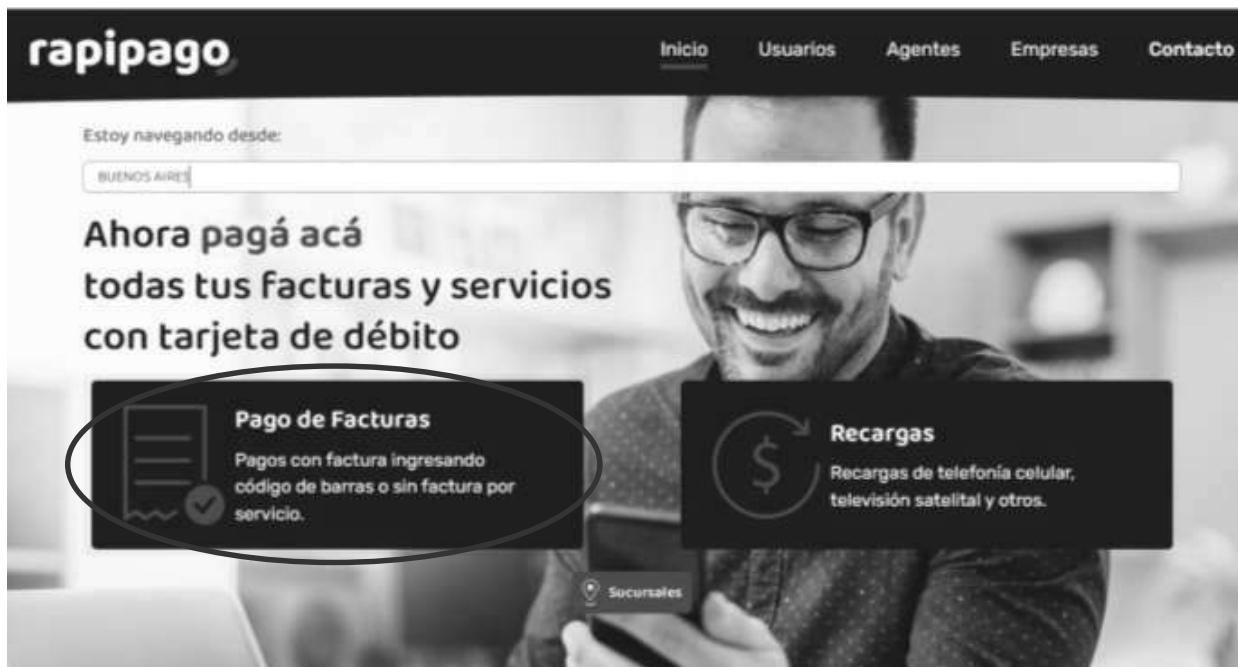 rapipago
Inicio
Usuarios
Agentes
Empresas
Contacto
Estoy navegando desde:
BUENOS AIRES
Ahora pagá acá
todas tus facturas y servicios
con tarjeta de débito
Pago de Facturas
Pagos con factura ingresando
código de barras o sin factura por
servicio.
Recargas
Recargas de telefonía celular,
televisión satelital y otros.
Sucursales